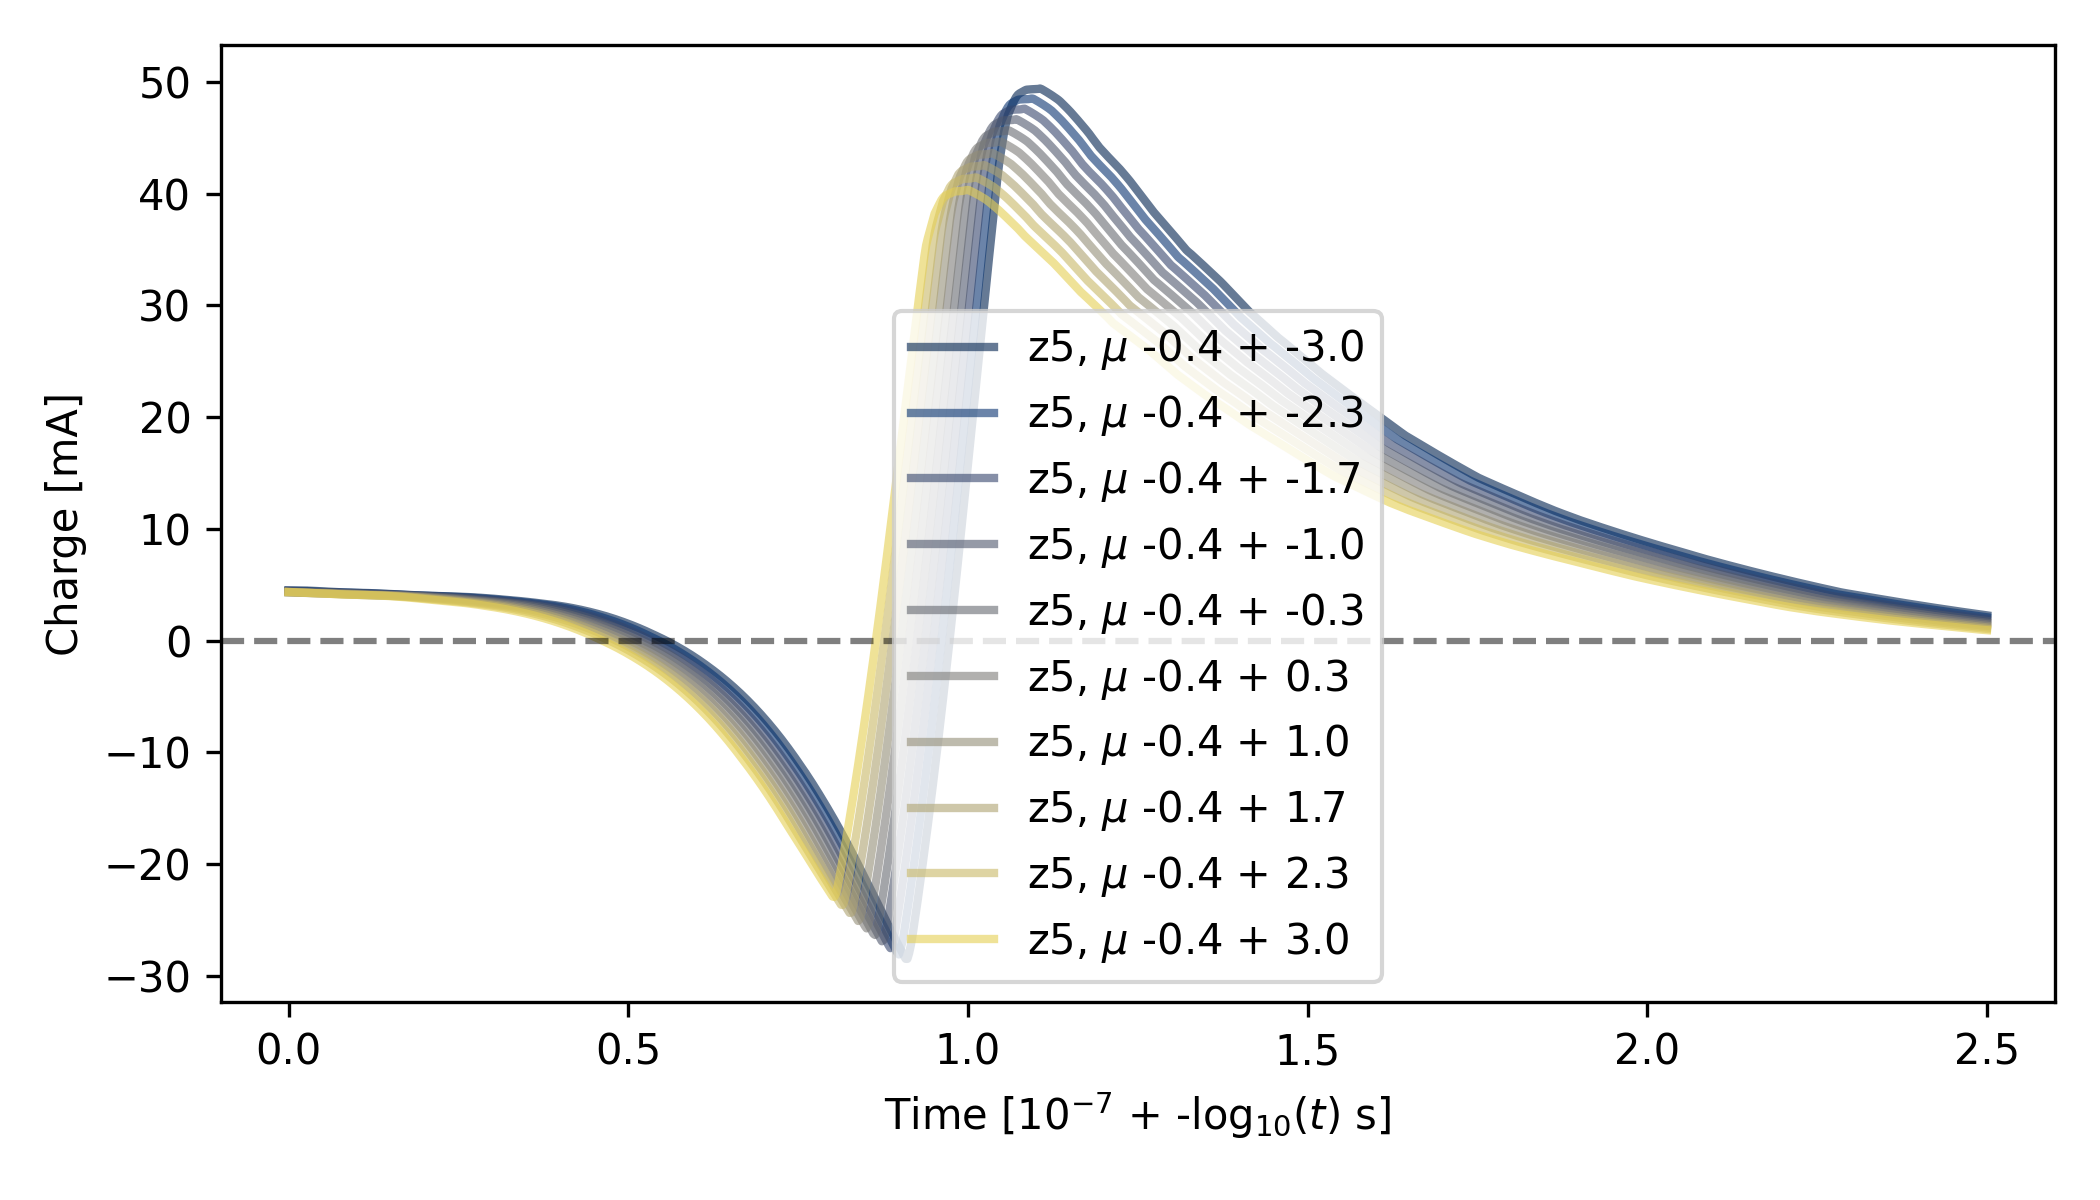 50
40
30
20
10
0
−10
−20
−30
Charge [mA]
z5, μ -0.4 + -3.0
z5, μ -0.4 + -2.3
z5, μ -0.4 + -1.7
z5, μ -0.4 + -1.0
z5, μ -0.4 + -0.3
z5, μ -0.4 + 0.3
z5, μ -0.4 + 1.0
z5, μ -0.4 + 1.7
z5, μ -0.4 + 2.3
z5, μ -0.4 + 3.0
0.0 0.5 1.0 1.5 2.0 2.5
Time [10⁻⁷ + -log₁₀(t) s]